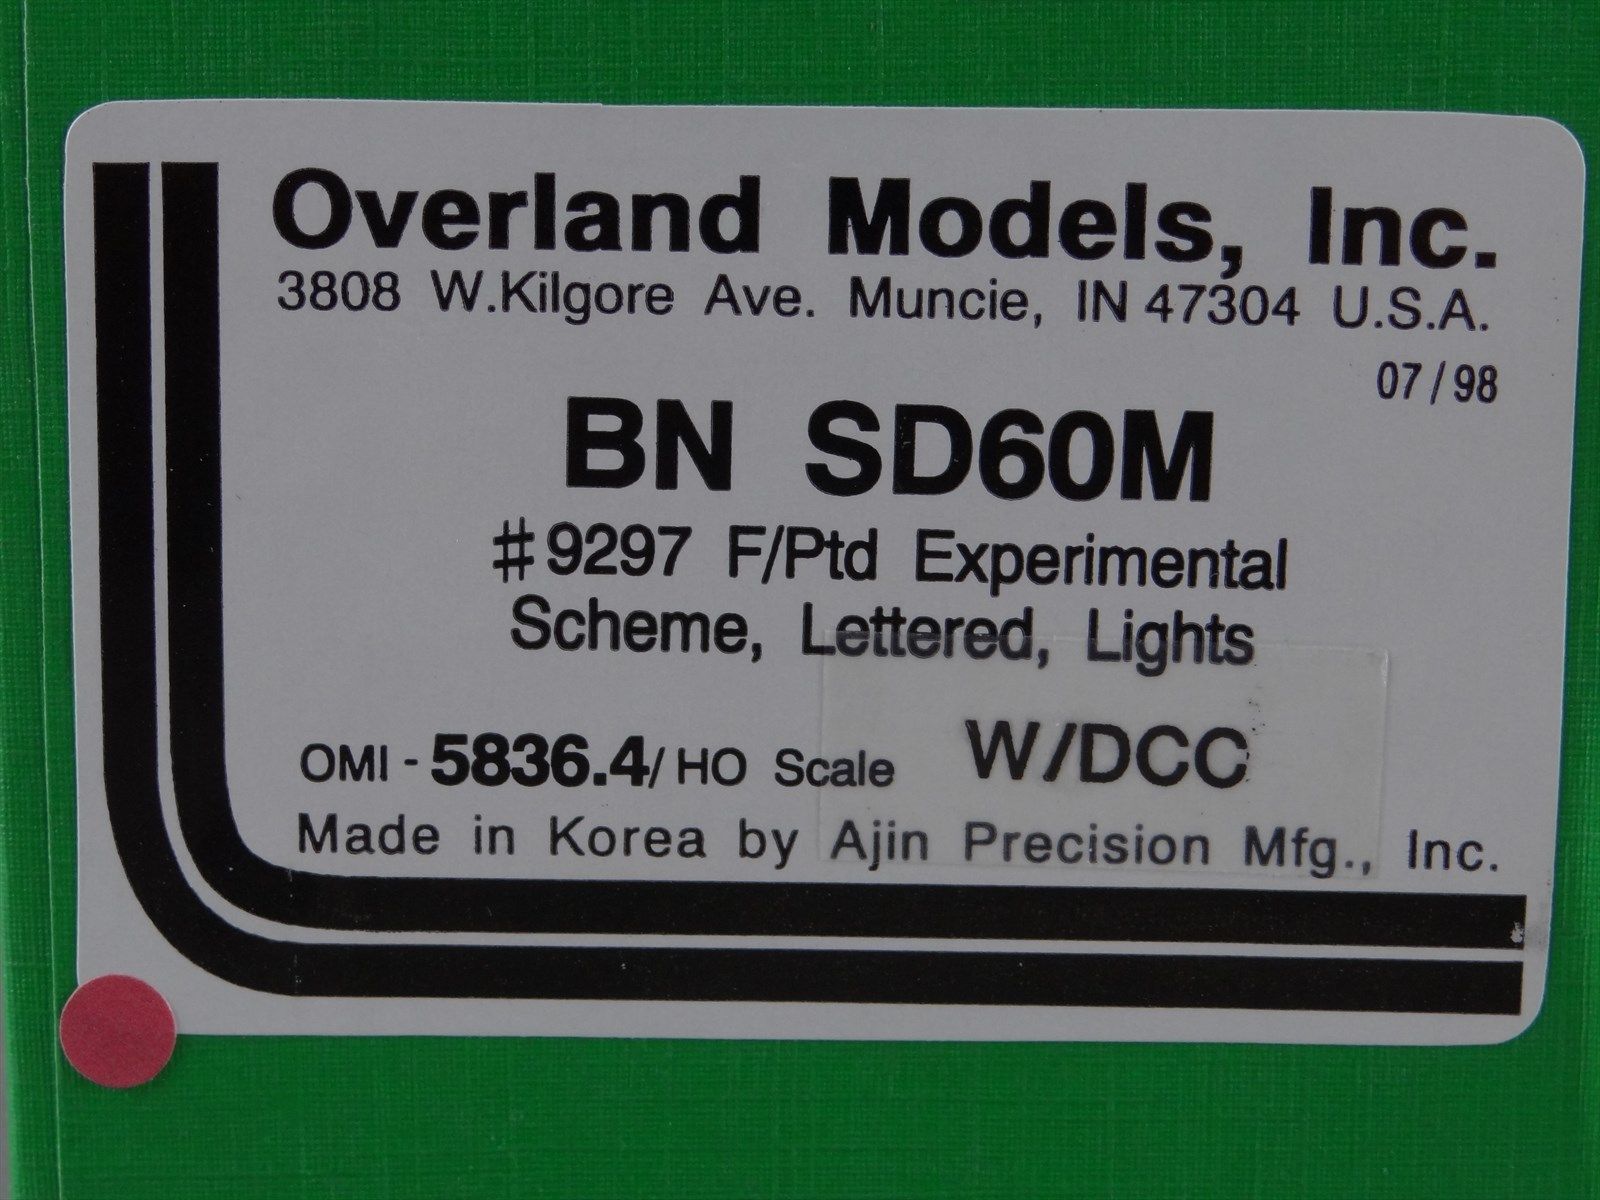 Overland Models, Inc.
3808 W.Kilgore Ave. Muncie, IN 47304 U.S.A.
07/98
BN SD60M
#9297 F/Ptd Experimental
Scheme, Lettered, Lights
OMI-5836.4/HO Scale W/DCC
Made in Korea by Ajin Precision Mfg., Inc.